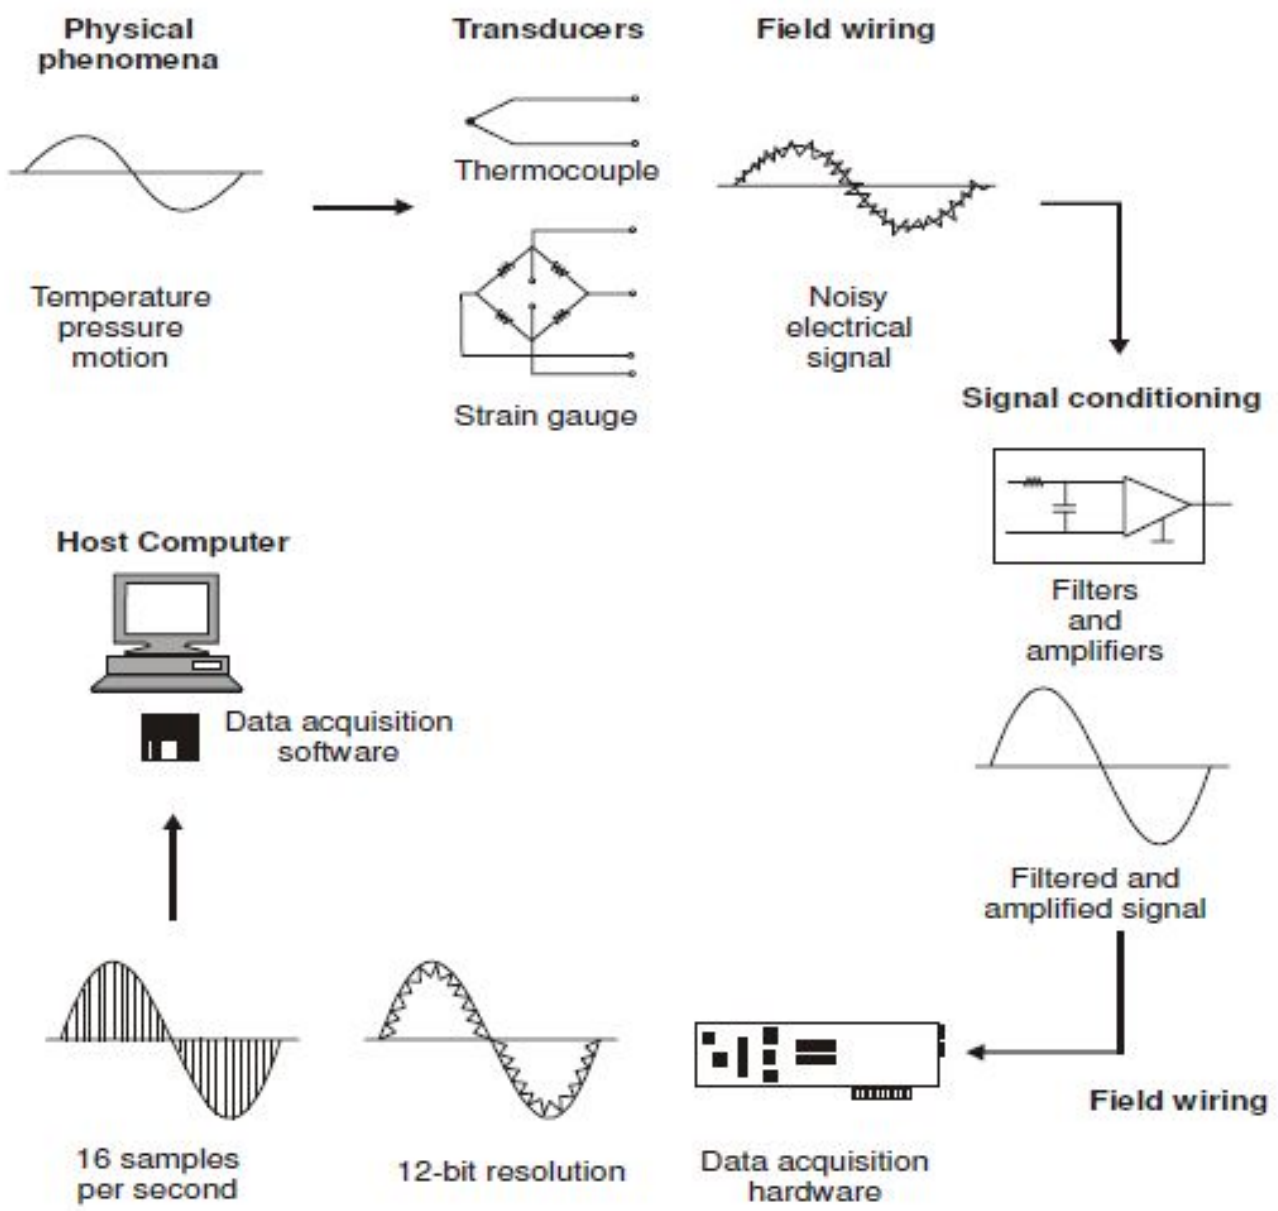 Physical
phenomena
Transducers
Field wiring
Thermocouple
Temperature
pressure
motion
Strain gauge
Noisy
electrical
signal
Signal conditioning
Filters
and
amplifiers
Host Computer
Data acquisition
software
Filtered and
amplified signal
Field wiring
16 samples
per second
12-bit resolution
Data acquisition
hardware